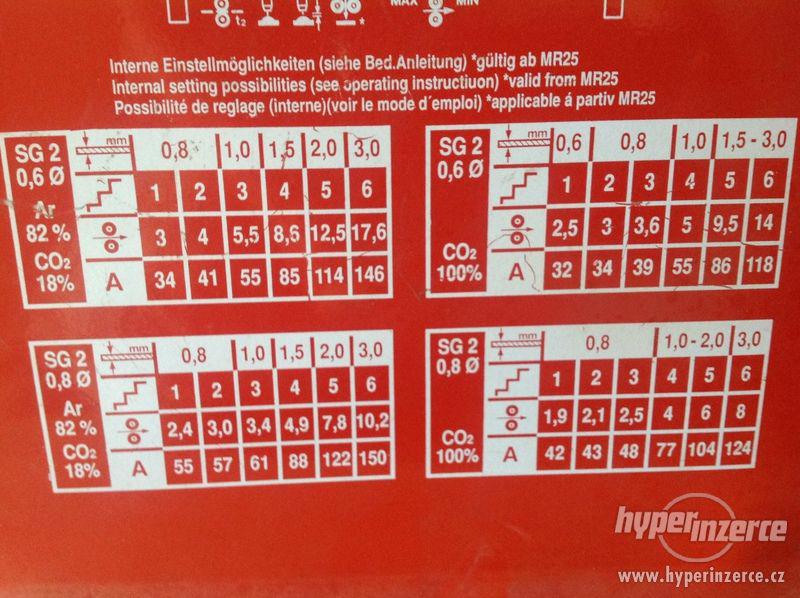 t₂ * MAX MIN
Interne Einstellmöglichkeiten (siehe Bed.Anleitung) *gültig ab MR25
Internal setting possibilities (see operating instructiuon) *valid from MR25
Possibilité de reglage (interne)(voir le mode d´emploi) *applicable á partiv MR25
SG 2 0,6 Ø Ar 82 % CO₂ 18%
mm 0,8 1,0 1,5 2,0 3,0
1 2 3 4 5 6
3 4 5,5 8,6 12,5 17,6
A 34 41 55 85 114 146
SG 2 0,6 Ø CO₂ 100%
mm 0,6 0,8 1,0 1,5 - 3,0
1 2 3 4 5 6
2,5 3 3,6 5 9,5 14
A 32 34 39 55 86 118
SG 2 0,8 Ø Ar 82 % CO₂ 18%
mm 0,8 1,0 1,5 2,0 3,0
1 2 3 4 5 6
2,4 3,0 3,4 4,9 7,8 10,2
A 55 57 61 88 122 150
SG 2 0,8 Ø CO₂ 100%
mm 0,8 1,0 - 2,0 3,0
1 2 3 4 5 6
1,9 2,1 2,5 4 6 8
A 42 43 48 77 104 124
hyperinzerce
www.hyperinzerce.cz